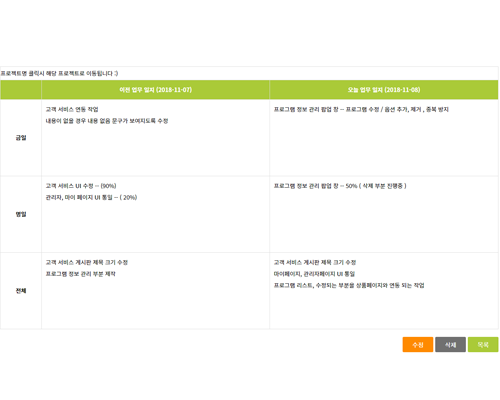 프로젝트명 클릭시 해당 프로젝트로 이동됩니다 :)
이전 업무 일지 (2018-11-07)
오늘 업무 일지 (2018-11-08)
금일
고객 서비스 연동 작업
내용이 없을 경우 내용 없음 문구가 보여지도록 수정
프로그램 정보 관리 팝업 창 -- 프로그램 수정 / 옵션 추가, 제거 , 중복 방지
명일
고객 서비스 UI 수정 -- (90%)
관리자, 마이 페이지 UI 통일 -- ( 20%)
프로그램 정보 관리 팝업 창 -- 50% ( 삭제 부분 진행중 )
전체
고객 서비스 게시판 제목 크기 수정
프로그램 정보 관리 부분 제작
고객 서비스 게시판 제목 크기 수정
마이페이지, 관리자페이지 UI 통일
프로그램 리스트, 수정되는 부분을 상품페이지와 연동 되는 작업
수정
삭제
목록